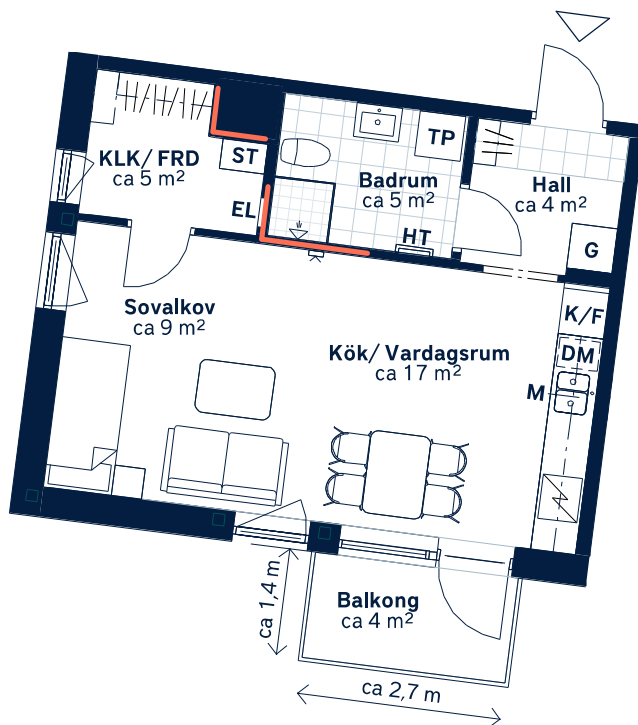 TP
KLK/ FRD
ca 5 m²
ST
Badrum
ca 5 m²
Hall
ca 4 m²
EL
HT
G
Sovalkov
ca 9 m²
K/F
Kök/ Vardagsrum
ca 17 m²
DM
M
Balkong
ca 4 m²
ca 1,4 m
ca 2,7 m